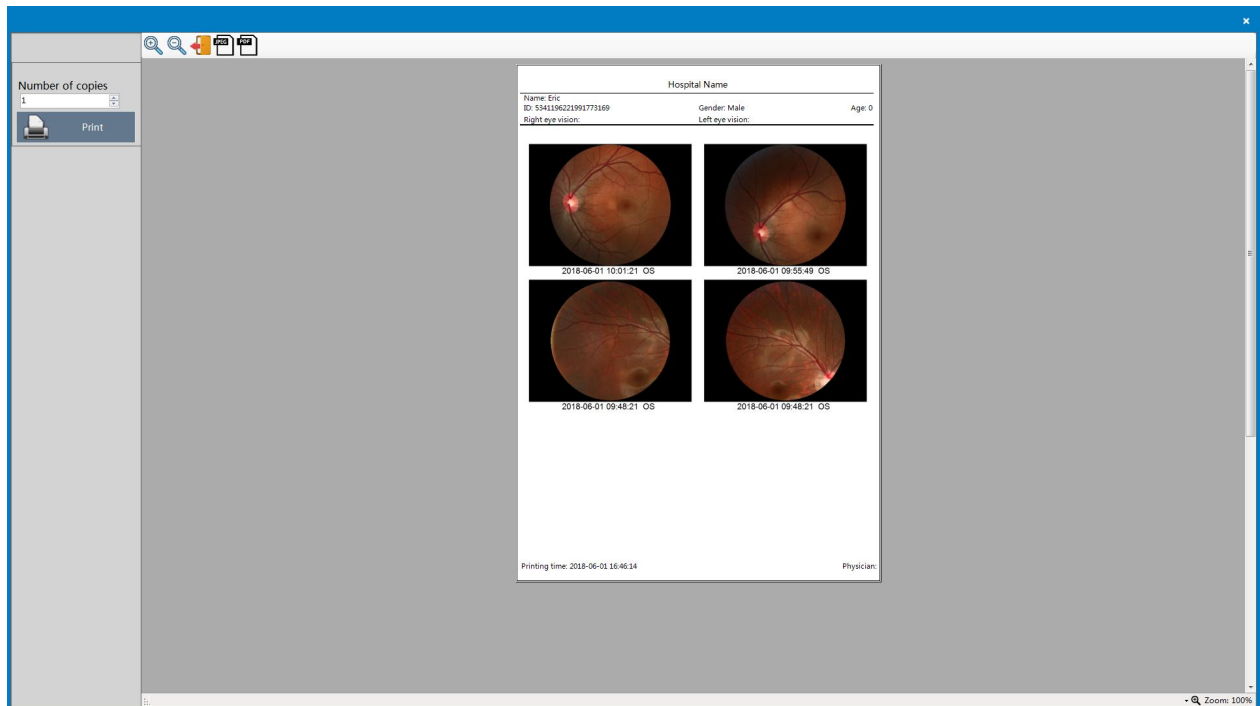 ×
JPEG PDF
Number of copies
1
Print
Hospital Name
Name: Eric
ID: 5341196221991773169 Gender: Male Age: 0
Right eye vision: Left eye vision:
2018-06-01 10:01:21 OS 2018-06-01 09:55:49 OS
2018-06-01 09:48:21 OS 2018-06-01 09:48:21 OS
Printing time: 2018-06-01 16:46:14 Physician:
Zoom: 100%